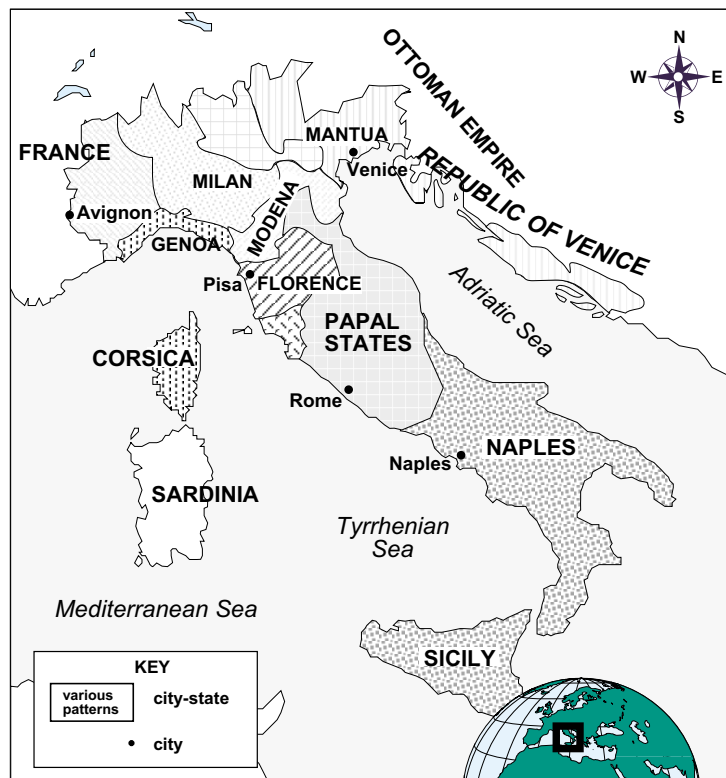 OTTOMAN EMPIRE
N
W
E
S
REPUBLIC OF VENICE
MANTUA
Venice
FRANCE
MILAN
MODENA
Avignon
GENOA
Pisa
FLORENCE
Adriatic Sea
PAPAL
STATES
CORSICA
Rome
NAPLES
Naples
SARDINIA
Tyrrhenian
Sea
Mediterranean Sea
SICILY
KEY
various
patterns
city-state
city